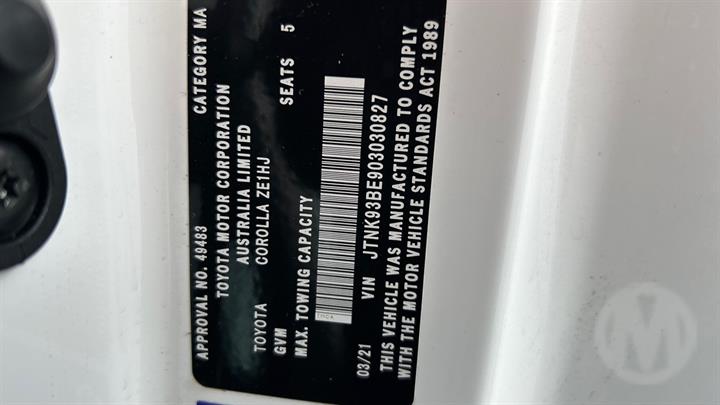 APPROVAL NO. 49483 CATEGORY MA
TOYOTA MOTOR CORPORATION
AUSTRALIA LIMITED
TOYOTA COROLLA ZE1HJ
GVM SEATS 5
MAX. TOWING CAPACITY
03/21 VIN JTNK93BE903030827
THIS VEHICLE WAS MANUFACTURED TO COMPLY
WITH THE MOTOR VEHICLE STANDARDS ACT 1989
M